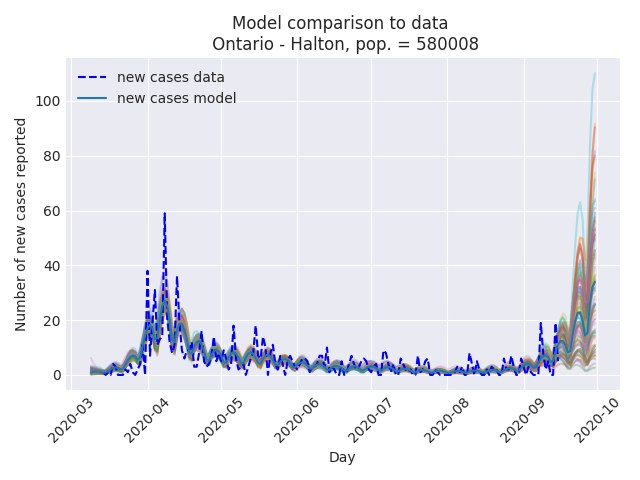 Model comparison to data
Ontario - Halton, pop. = 580008
new cases data
new cases model
Number of new cases reported
100
80
60
40
20
0
2020-03
2020-04
2020-05
2020-06
2020-07
2020-08
2020-09
2020-10
Day